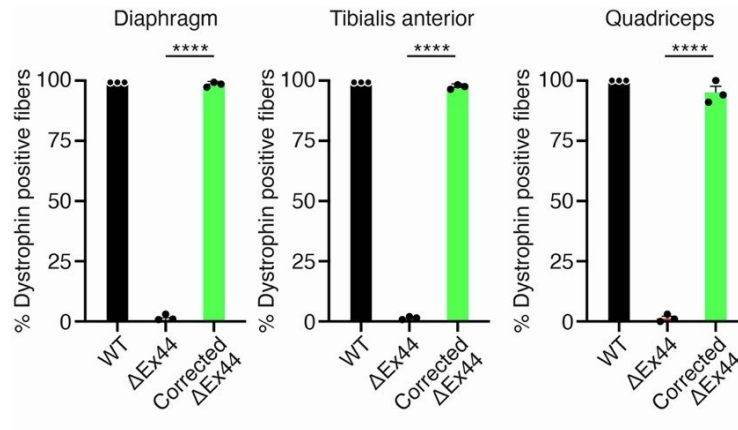 Diaphragm
****
% Dystrophin positive fibers
100
75
50
25
0
WT
ΔEx44
Corrected
ΔEx44
Tibialis anterior
****
% Dystrophin positive fibers
100
75
50
25
0
WT
ΔEx44
Corrected
ΔEx44
Quadriceps
****
% Dystrophin positive fibers
100
75
50
25
0
WT
ΔEx44
Corrected
ΔEx44